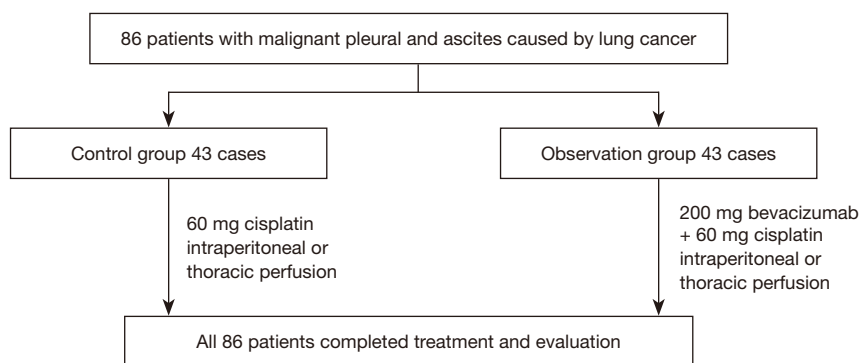 86 patients with malignant pleural and ascites caused by lung cancer
Control group 43 cases
Observation group 43 cases
60 mg cisplatin
intraperitoneal or
thoracic perfusion
200 mg bevacizumab
+ 60 mg cisplatin
intraperitoneal or
thoracic perfusion
All 86 patients completed treatment and evaluation